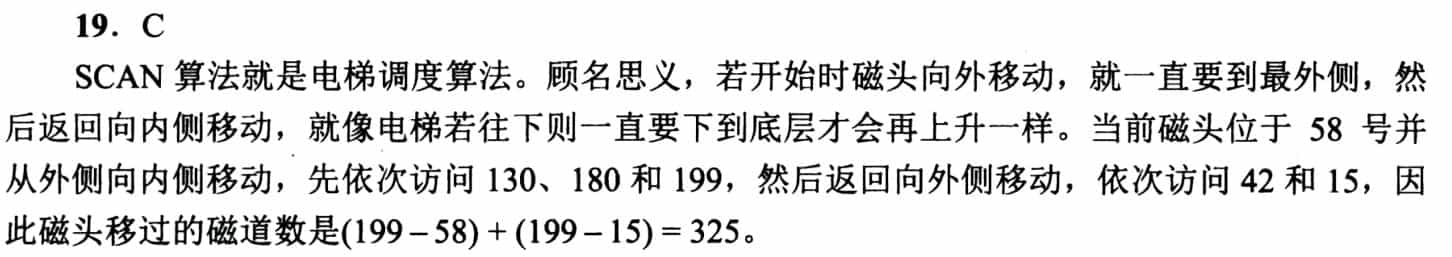 19. C
SCAN 算法就是电梯调度算法。顾名思义，若开始时磁头向外移动，就一直要到最外侧，然
后返回向内侧移动，就像电梯若往下则一直要下到底层才会再上升一样。当前磁头位于 58 号并
从外侧向内侧移动，先依次访问 130、180 和 199，然后返回向外侧移动，依次访问 42 和 15，因
此磁头移过的磁道数是(199 – 58) + (199 – 15) = 325。